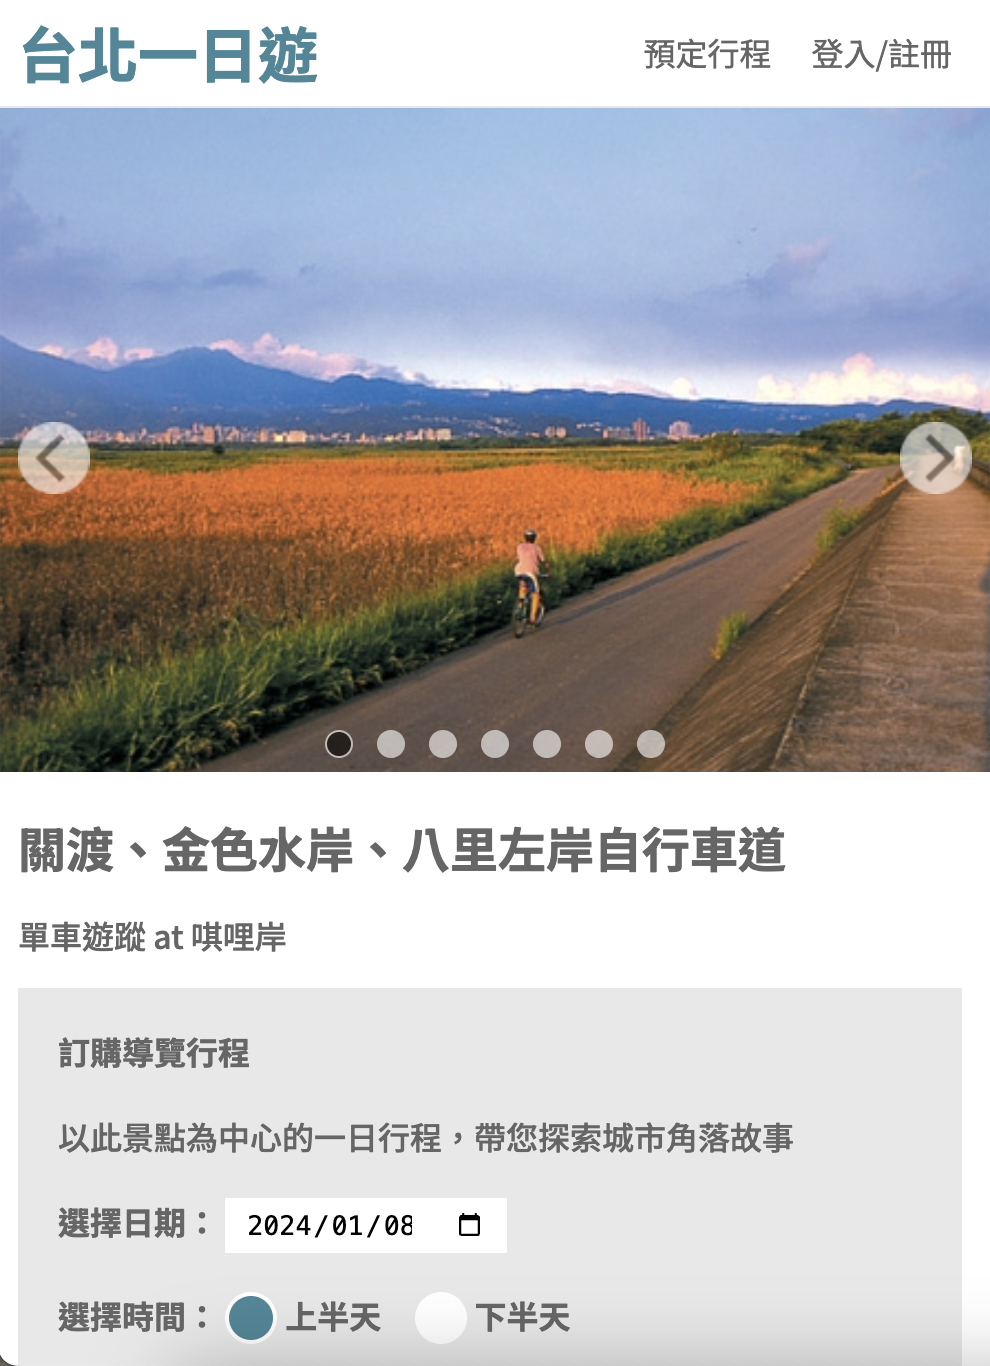 台北一日遊
預定行程 登入/註冊
關渡、金色水岸、八里左岸自行車道
單車遊蹤 at 唭哩岸
訂購導覽行程
以此景點為中心的一日行程，帶您探索城市角落故事
選擇日期： 2024/01/08
選擇時間： 上半天 下半天